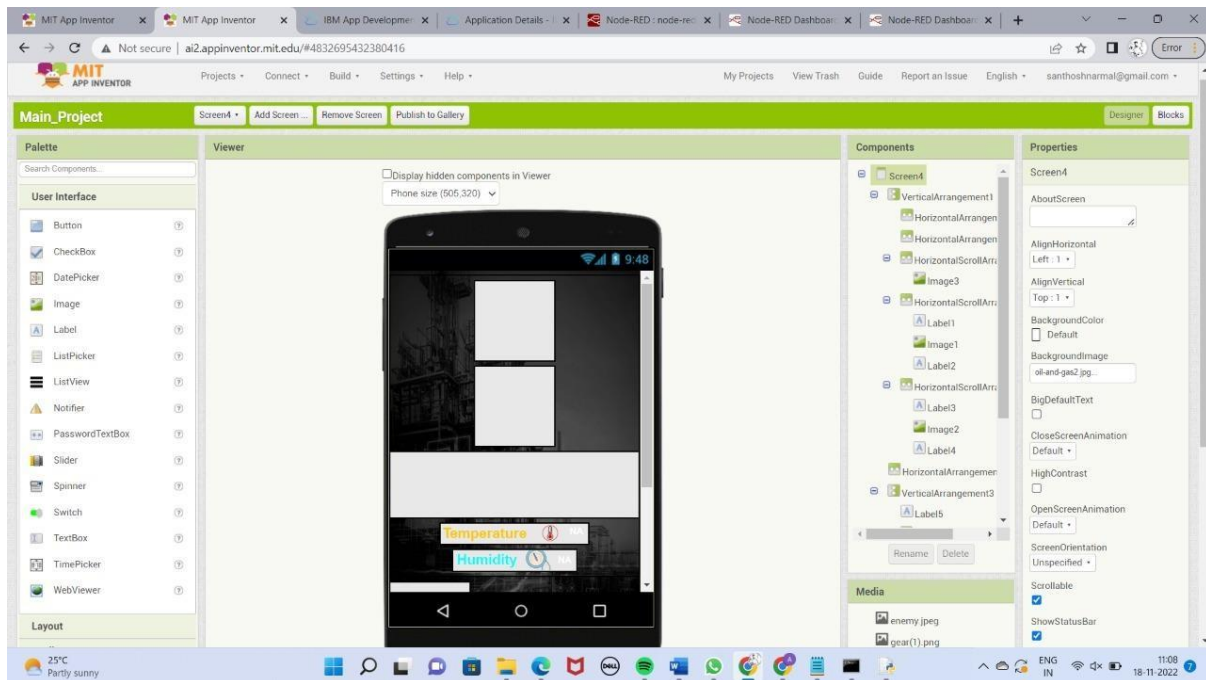 MIT App Inventor
MIT App Inventor
IBM App Developmen
Application Details - I
Node-RED : node-red
Node-RED Dashboard
Node-RED Dashboard
Not secure | ai2.appinventor.mit.edu/#4832695432380416
Error
MIT
APP INVENTOR
Projects
Connect
Build
Settings
Help
My Projects
View Trash
Guide
Report an Issue
English
santhoshnarmal@gmail.com
Main_Project
Screen4
Add Screen ...
Remove Screen
Publish to Gallery
Designer
Blocks
Palette
Search Components...
User Interface
Button
CheckBox
DatePicker
Image
Label
ListPicker
ListView
Notifier
PasswordTextBox
Slider
Spinner
Switch
TextBox
TimePicker
WebViewer
Layout
Viewer
Display hidden components in Viewer
Phone size (505,320)
9:48
Temperature NA
Humidity NA
Components
Screen4
VerticalArrangement1
HorizontalArrangen
HorizontalArrangen
HorizontalScrollArra
Image3
HorizontalScrollArra
Label1
Image1
Label2
HorizontalScrollArra
Label3
Image2
Label4
HorizontalArrangemen
VerticalArrangement3
Label5
Rename
Delete
Media
enemy.jpeg
gear(1).png
Properties
Screen4
AboutScreen
AlignHorizontal
Left : 1
AlignVertical
Top : 1
BackgroundColor
Default
BackgroundImage
oil-and-gas2.jpg...
BigDefaultText
CloseScreenAnimation
Default
HighContrast
OpenScreenAnimation
Default
ScreenOrientation
Unspecified
Scrollable
ShowStatusBar
25°C
Partly sunny
DELL
ENG
IN
11:08
18-11-2022